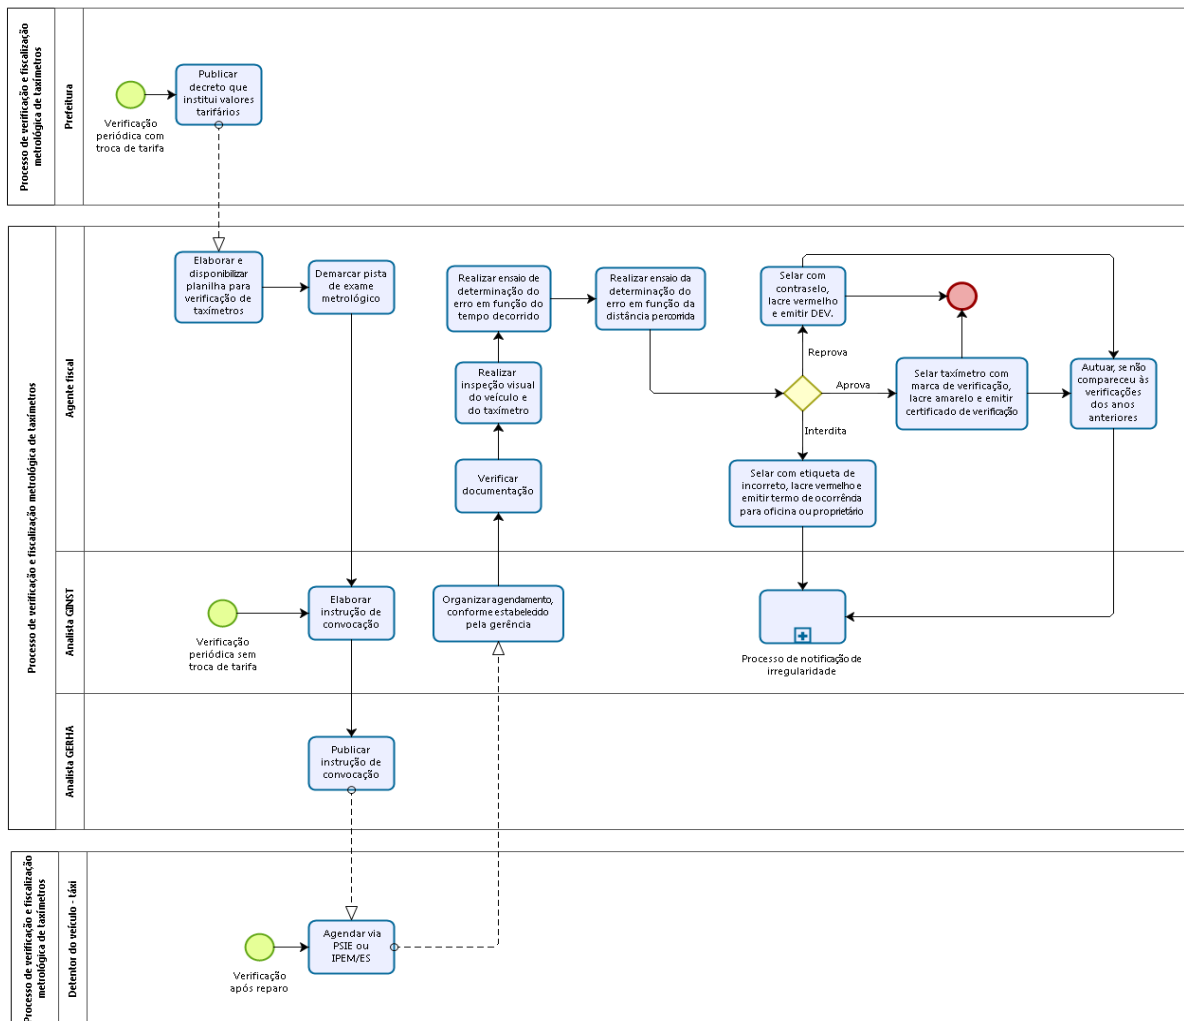 Processo de verificação e fiscalização
metrológica de taxímetros
Prefeitura
Verificação
periódica com
troca de tarifa
Publicar
decreto que
institui valores
tarifários
Processo de verificação e fiscalização metrológica de taxímetros
Agente fiscal
Elaborar e
disponibilizar
planilha para
verificação de
taxímetros
Demarcar pista
de exame
metrológico
Realizar ensaio de
determinação do
erro em função do
tempo decorrido
Realizar ensaio da
determinação do
erro em função da
distância percorrida
Selar com
contraselo,
lacre vermelho
e emitir DEV.
Realizar
inspeção visual
do veículo e
do taxímetro
Reprova
Aprova
Interdita
Selar taxímetro com
marca de verificação,
lacre amarelo e emitir
certificado de verificação
Autuar, se não
compareceu às
verificações
dos anos
anteriores
Verificar
documentação
Selar com etiqueta de
incorreto, lacre vermelho e
emitir termo de ocorrência
para oficina ou proprietário
Analista GINST
Verificação
periódica sem
troca de tarifa
Elaborar
instrução de
convocação
Organizar agendamento,
conforme estabelecido
pela gerência
Processo de notificação de
irregularidade
Analista GERHA
Publicar
instrução de
convocação
Processo de verificação e fiscalização
metrológica de taxímetros
Detentor do veículo - táxi
Verificação
após reparo
Agendar via
PSIE ou
IPEM/ES